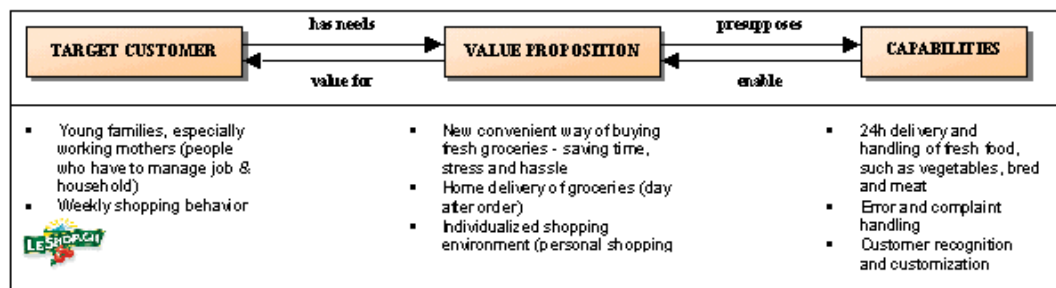 has needs
presupposes
TARGET CUSTOMER
VALUE PROPOSITION
CAPABILITIES
value for
enable
▪ Young families, especially
working mothers (people
who have to manage job &
household)
▪ Weekly shopping behavior
LESHOP.CH
▪ New convenient way of buying
fresh groceries - saving time,
stress and hassle
▪ Home delivery of groceries (day
after order)
▪ Individualized shopping
environment (personal shopping
▪ 24h delivery and
handling of fresh food,
such as vegetables, bred
and meat
▪ Error and complaint
handling
▪ Customer recognition
and customization